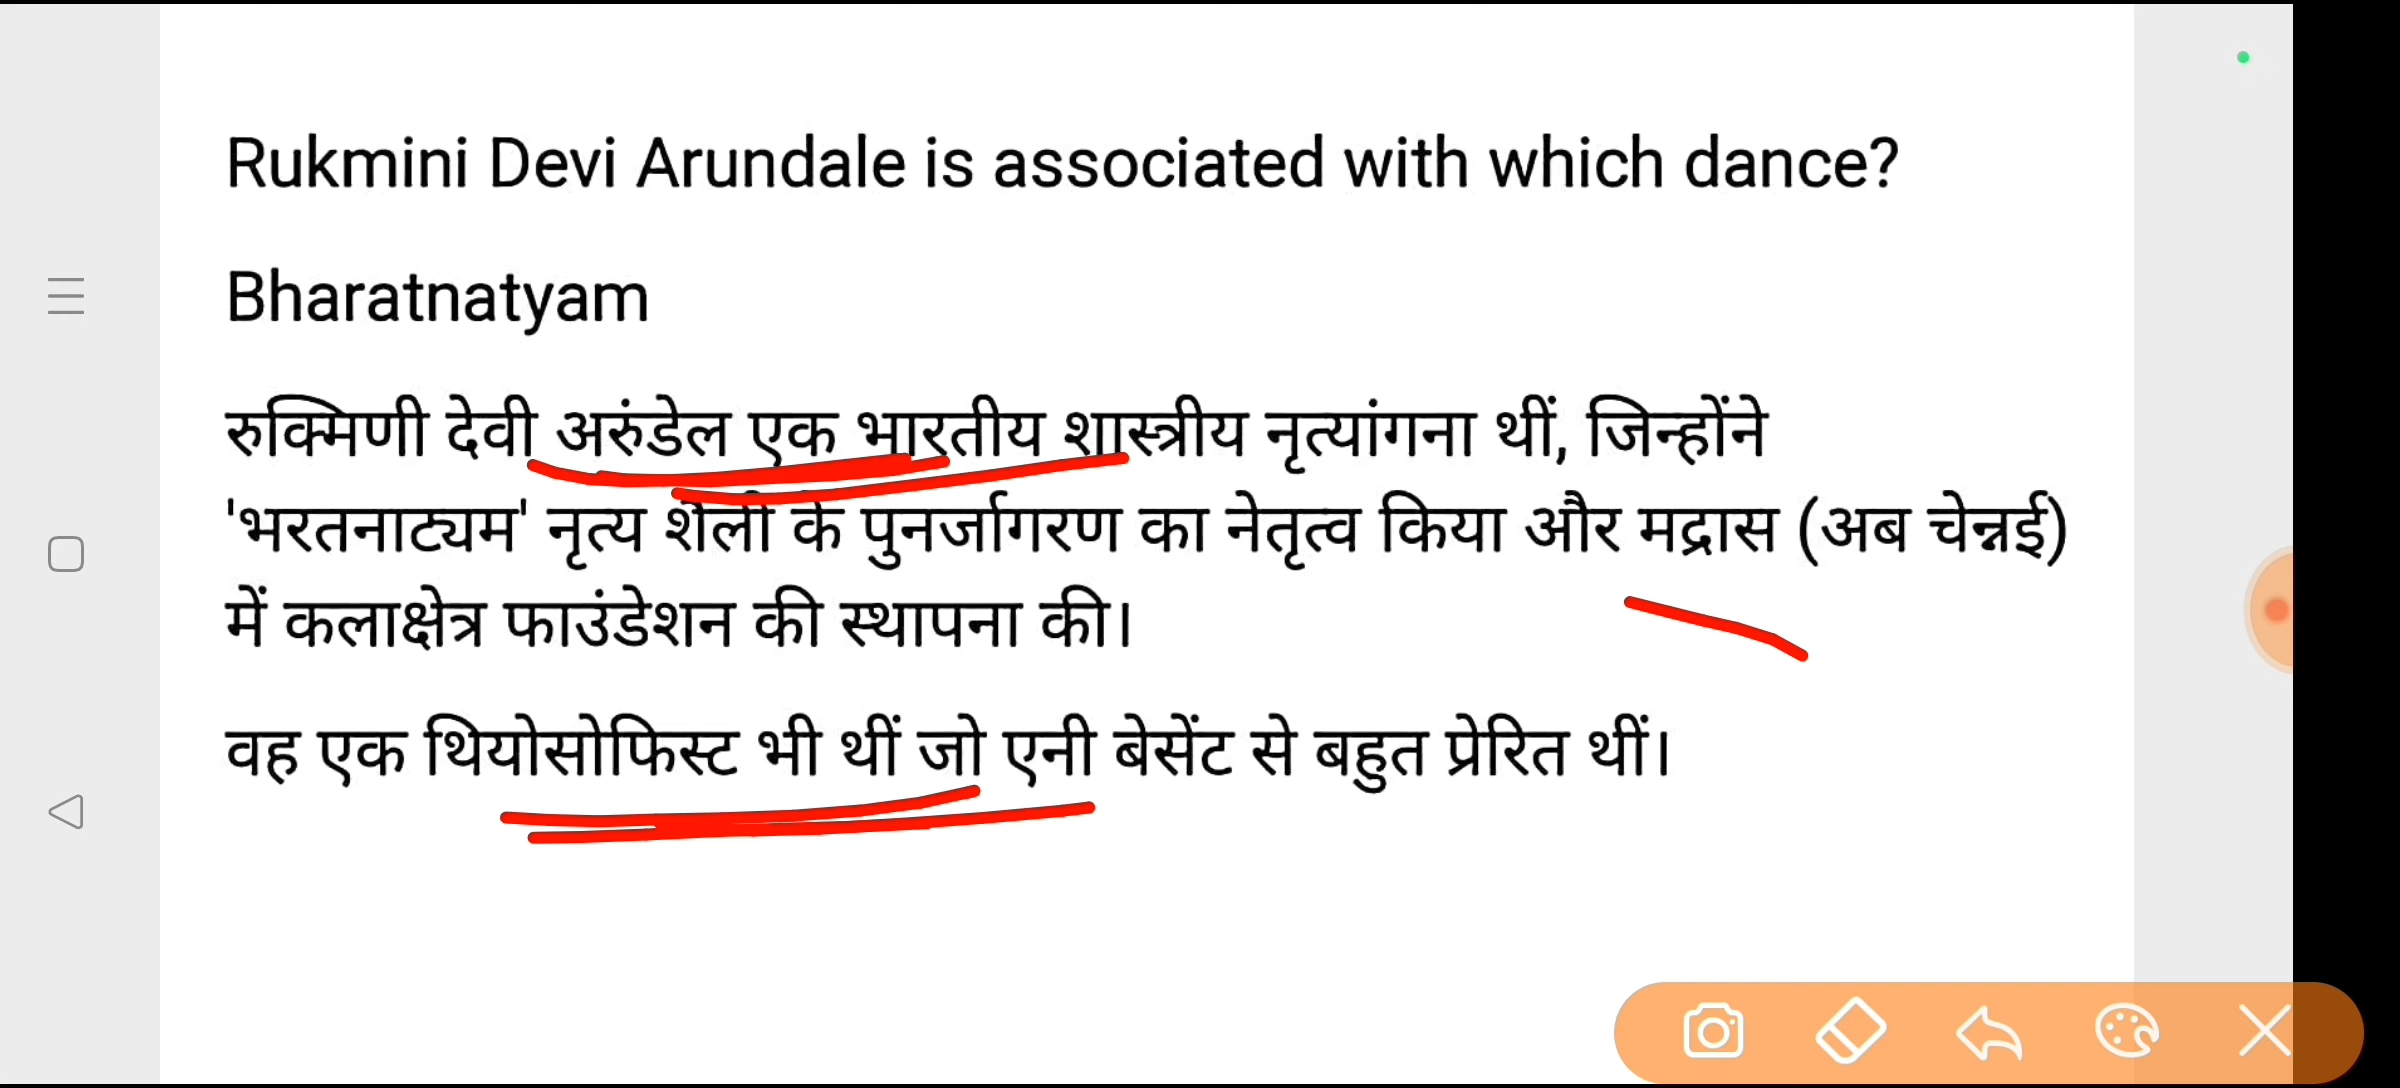 Rukmini Devi Arundale is associated with which dance?
Bharatnatyam
रुक्मिणी देवी अरुंडेल एक भारतीय शास्त्रीय नृत्यांगना थीं, जिन्होंने
'भरतनाट्यम' नृत्य शैली के पुनर्जागरण का नेतृत्व किया और मद्रास (अब चेन्नई)
में कलाक्षेत्र फाउंडेशन की स्थापना की।
वह एक थियोसोफिस्ट भी थीं जो एनी बेसेंट से बहुत प्रेरित थीं।